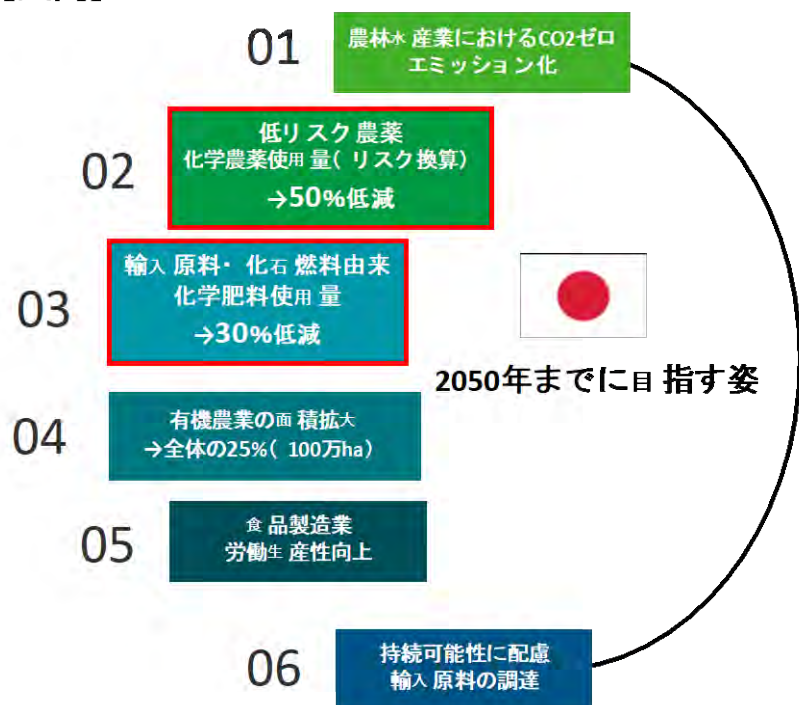 01
農林水産業におけるCO2ゼロ
エミッション化
02
低リスク農薬
化学農薬使用量(リスク換算)
→50%低減
03
輸入原料・化石燃料由来
化学肥料使用量
→30%低減
2050年までに目指す姿
04
有機農業の面積拡大
→全体の25%(100万ha)
05
食品製造業
労働生産性向上
06
持続可能性に配慮
輸入原料の調達